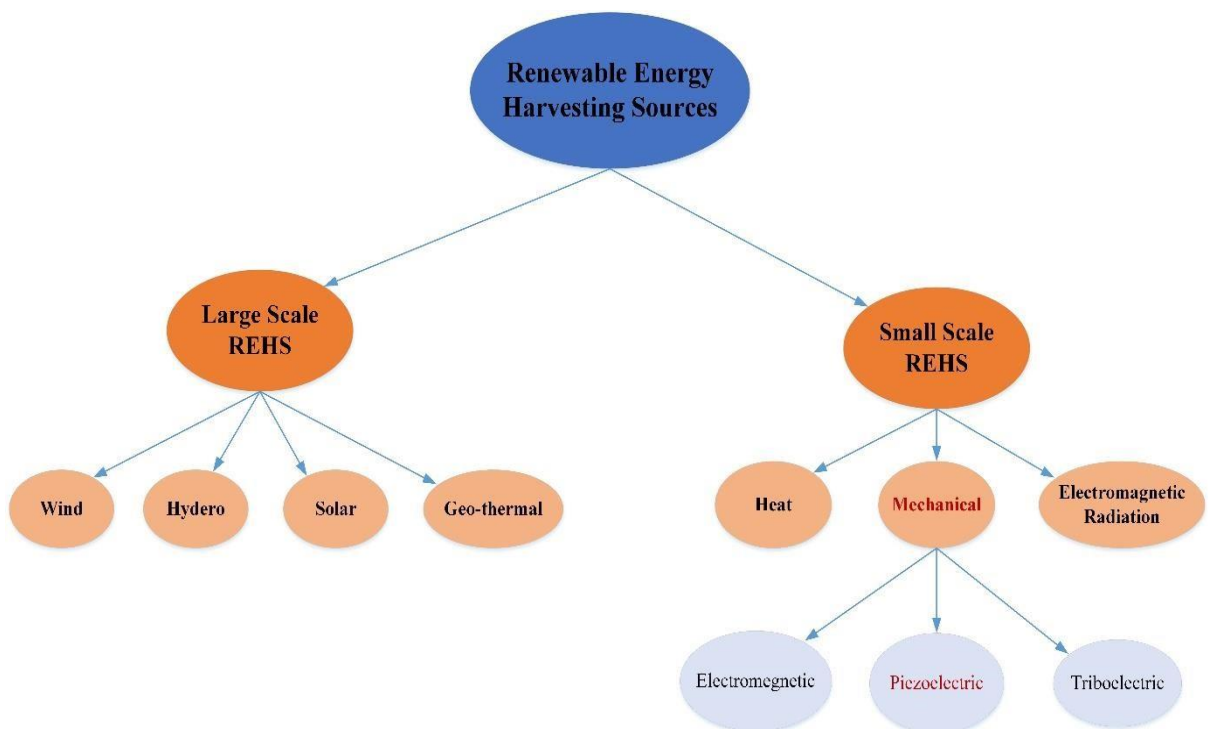 Renewable Energy
Harvesting Sources
Large Scale
REHS
Small Scale
REHS
Wind
Hydero
Solar
Geo-thermal
Heat
Mechanical
Electromagnetic
Radiation
Electromegnetic
Piezoelectric
Triboelectric